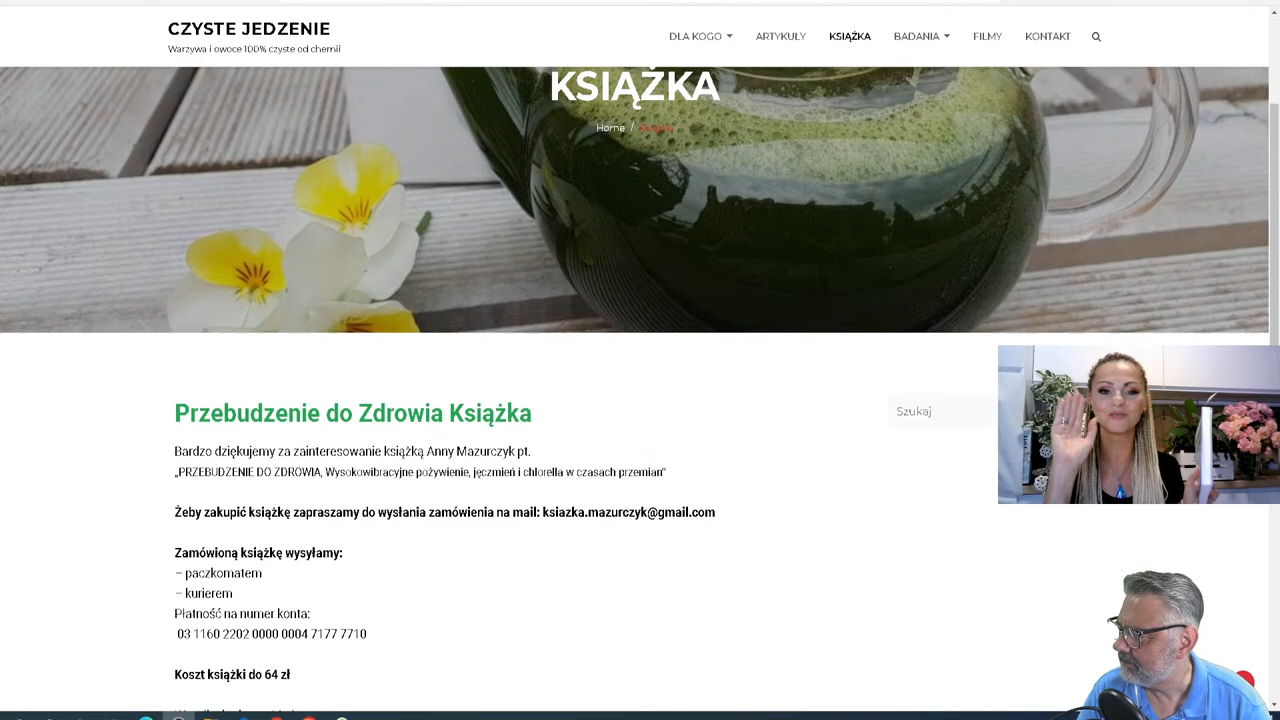 CZYSTE JEDZENIE
Warzywa i owoce 100% czyste od chemii
DLA KOGO ARTYKUŁY KSIĄŻKA BADANIA FILMY KONTAKT
KSIĄŻKA
Home /
Przebudzenie do Zdrowia Książka
Szukaj
Bardzo dziękujemy za zainteresowanie książką Anny Mazurczyk pt.
„PRZEBUDZENIE DO ZDROWIA, Wysokowibracyjne pożywienie, jęczmień i chlorella w czasach przemian”
Żeby zakupić książkę zapraszamy do wysłania zamówienia na mail: ksiazka.mazurczyk@gmail.com
Zamówioną książkę wysyłamy:
– paczkomatem
– kurierem
Płatność na numer konta:
03 1160 2202 0000 0004 7177 7710
Koszt książki do 64 zł